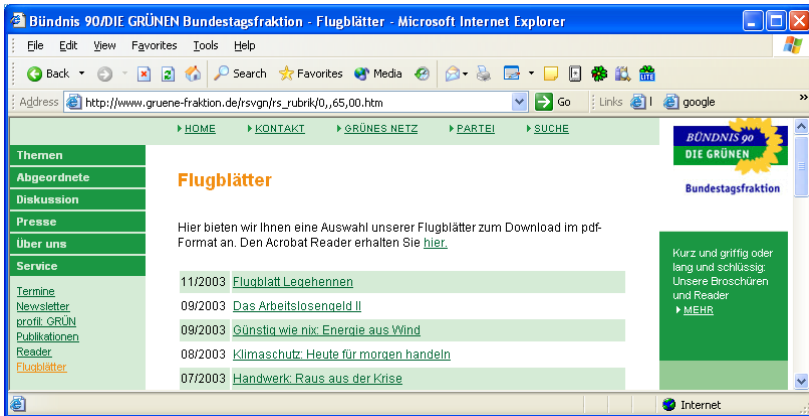 Bündnis 90/DIE GRÜNEN Bundestagsfraktion - Flugblätter - Microsoft Internet Explorer
File Edit View Favorites Tools Help
Back Search Favorites Media
Address http://www.gruene-fraktion.de/rsvgn/rs_rubrik/0,,65,00.htm Go Links google »
HOME KONTAKT GRÜNES NETZ PARTEI SUCHE
BÜNDNIS 90
DIE GRÜNEN
Bundestagsfraktion
Themen
Abgeordnete
Diskussion
Presse
Über uns
Service
Termine
Newsletter
profil: GRÜN
Publikationen
Reader
Flugblätter
Flugblätter
Hier bieten wir Ihnen eine Auswahl unserer Flugblätter zum Download im pdf-
Format an. Den Acrobat Reader erhalten Sie hier.
11/2003 Flugblatt Legehennen
09/2003 Das Arbeitslosengeld II
09/2003 Günstig wie nix: Energie aus Wind
08/2003 Klimaschutz: Heute für morgen handeln
07/2003 Handwerk: Raus aus der Krise
Kurz und griffig oder
lang und schlüssig:
Unsere Broschüren
und Reader
MEHR
Internet